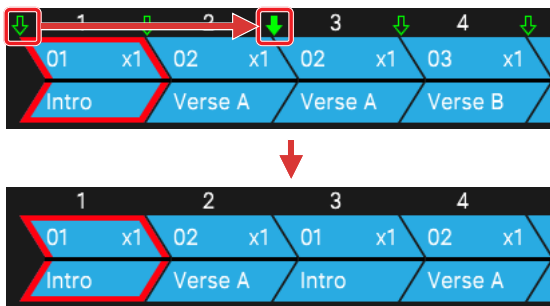 1 2 3 4
01 x1 02 x1 02 x1 03 x1
Intro Verse A Verse A Verse B
1 2 3 4
01 x1 02 x1 01 x1 02 x1
Intro Verse A Intro Verse A